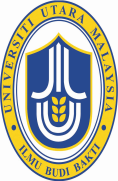 UNIVERSITI UTARA MALAYSIA
ILMU BUDI BAKTI